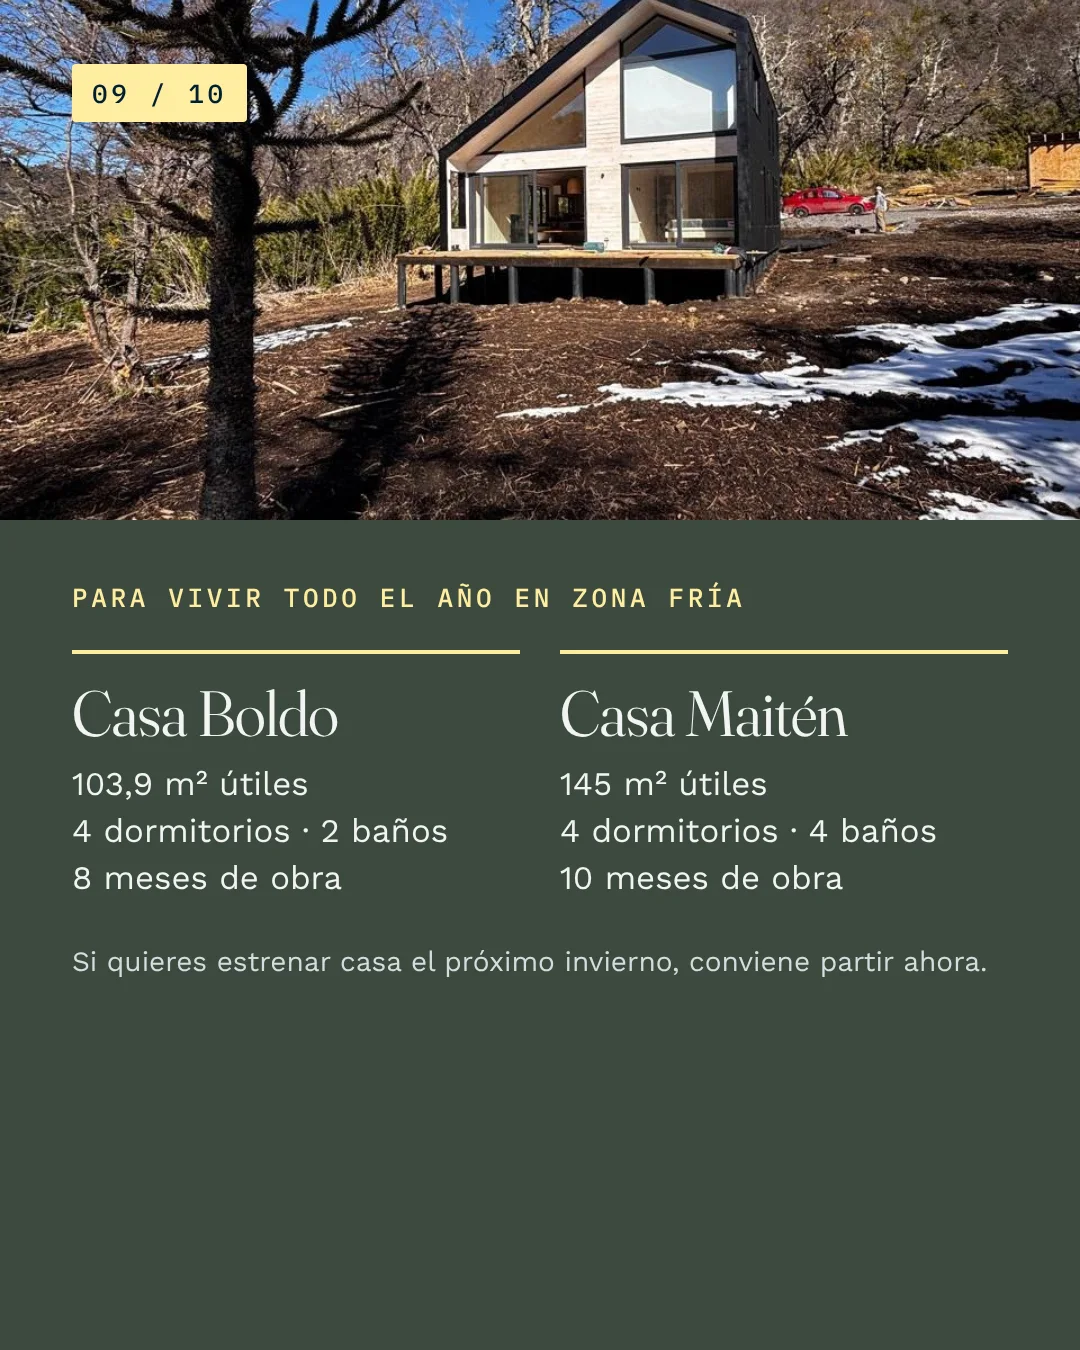 09 / 10
PARA VIVIR TODO EL AÑO EN ZONA FRÍA
Casa Boldo
103,9 m² útiles
4 dormitorios · 2 baños
8 meses de obra
Casa Maitén
145 m² útiles
4 dormitorios · 4 baños
10 meses de obra
Si quieres estrenar casa el próximo invierno, conviene partir ahora.